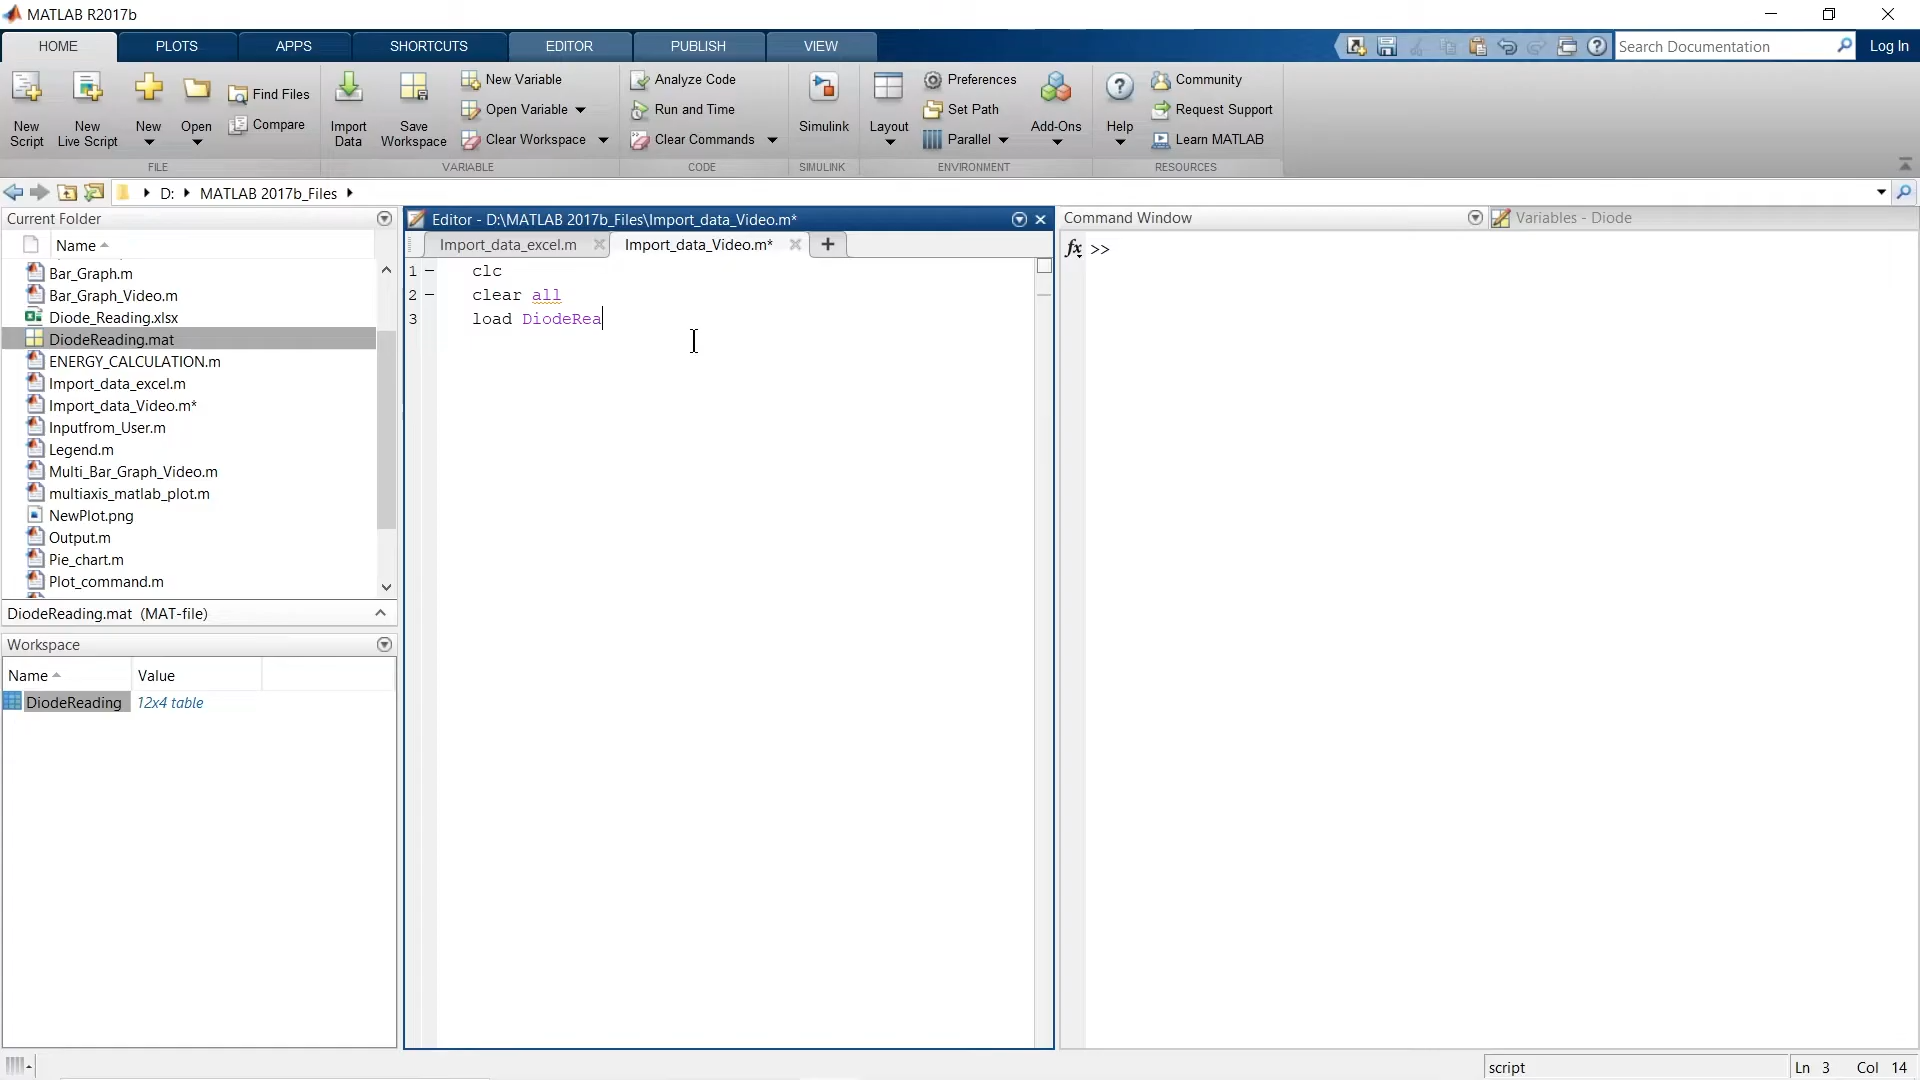 MATLAB R2017b
HOME PLOTS APPS SHORTCUTS EDITOR PUBLISH VIEW Search Documentation Log In
New Script
New Live Script
New
Open
Find Files
Compare
FILE
Import Data
Save Workspace
New Variable
Open Variable
Clear Workspace
VARIABLE
Analyze Code
Run and Time
Clear Commands
CODE
Simulink
SIMULINK
Layout
Preferences
Set Path
Parallel
Add-Ons
ENVIRONMENT
Help
Community
Request Support
Learn MATLAB
RESOURCES
D: MATLAB 2017b_Files
Current Folder
Name
Bar_Graph.m
Bar_Graph_Video.m
Diode_Reading.xlsx
DiodeReading.mat
ENERGY_CALCULATION.m
Import_data_excel.m
Import_data_Video.m*
Inputfrom_User.m
Legend.m
Multi_Bar_Graph_Video.m
multiaxis_matlab_plot.m
NewPlot.png
Output.m
Pie_chart.m
Plot_command.m
DiodeReading.mat (MAT-file)
Workspace
Name Value
DiodeReading 12x4 table
Editor - D:\MATLAB 2017b_Files\Import_data_Video.m*
Import_data_excel.m Import_data_Video.m*
1 clc
2 clear all
3 load DiodeRea
Command Window
fx >>
Variables - Diode
script Ln 3 Col 14